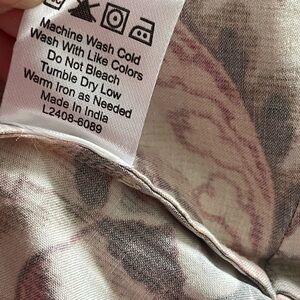 Machine Wash Cold
Wash With Like Colors
Do Not Bleach
Tumble Dry Low
Warm Iron as Needed
Made In India
L2408-6089